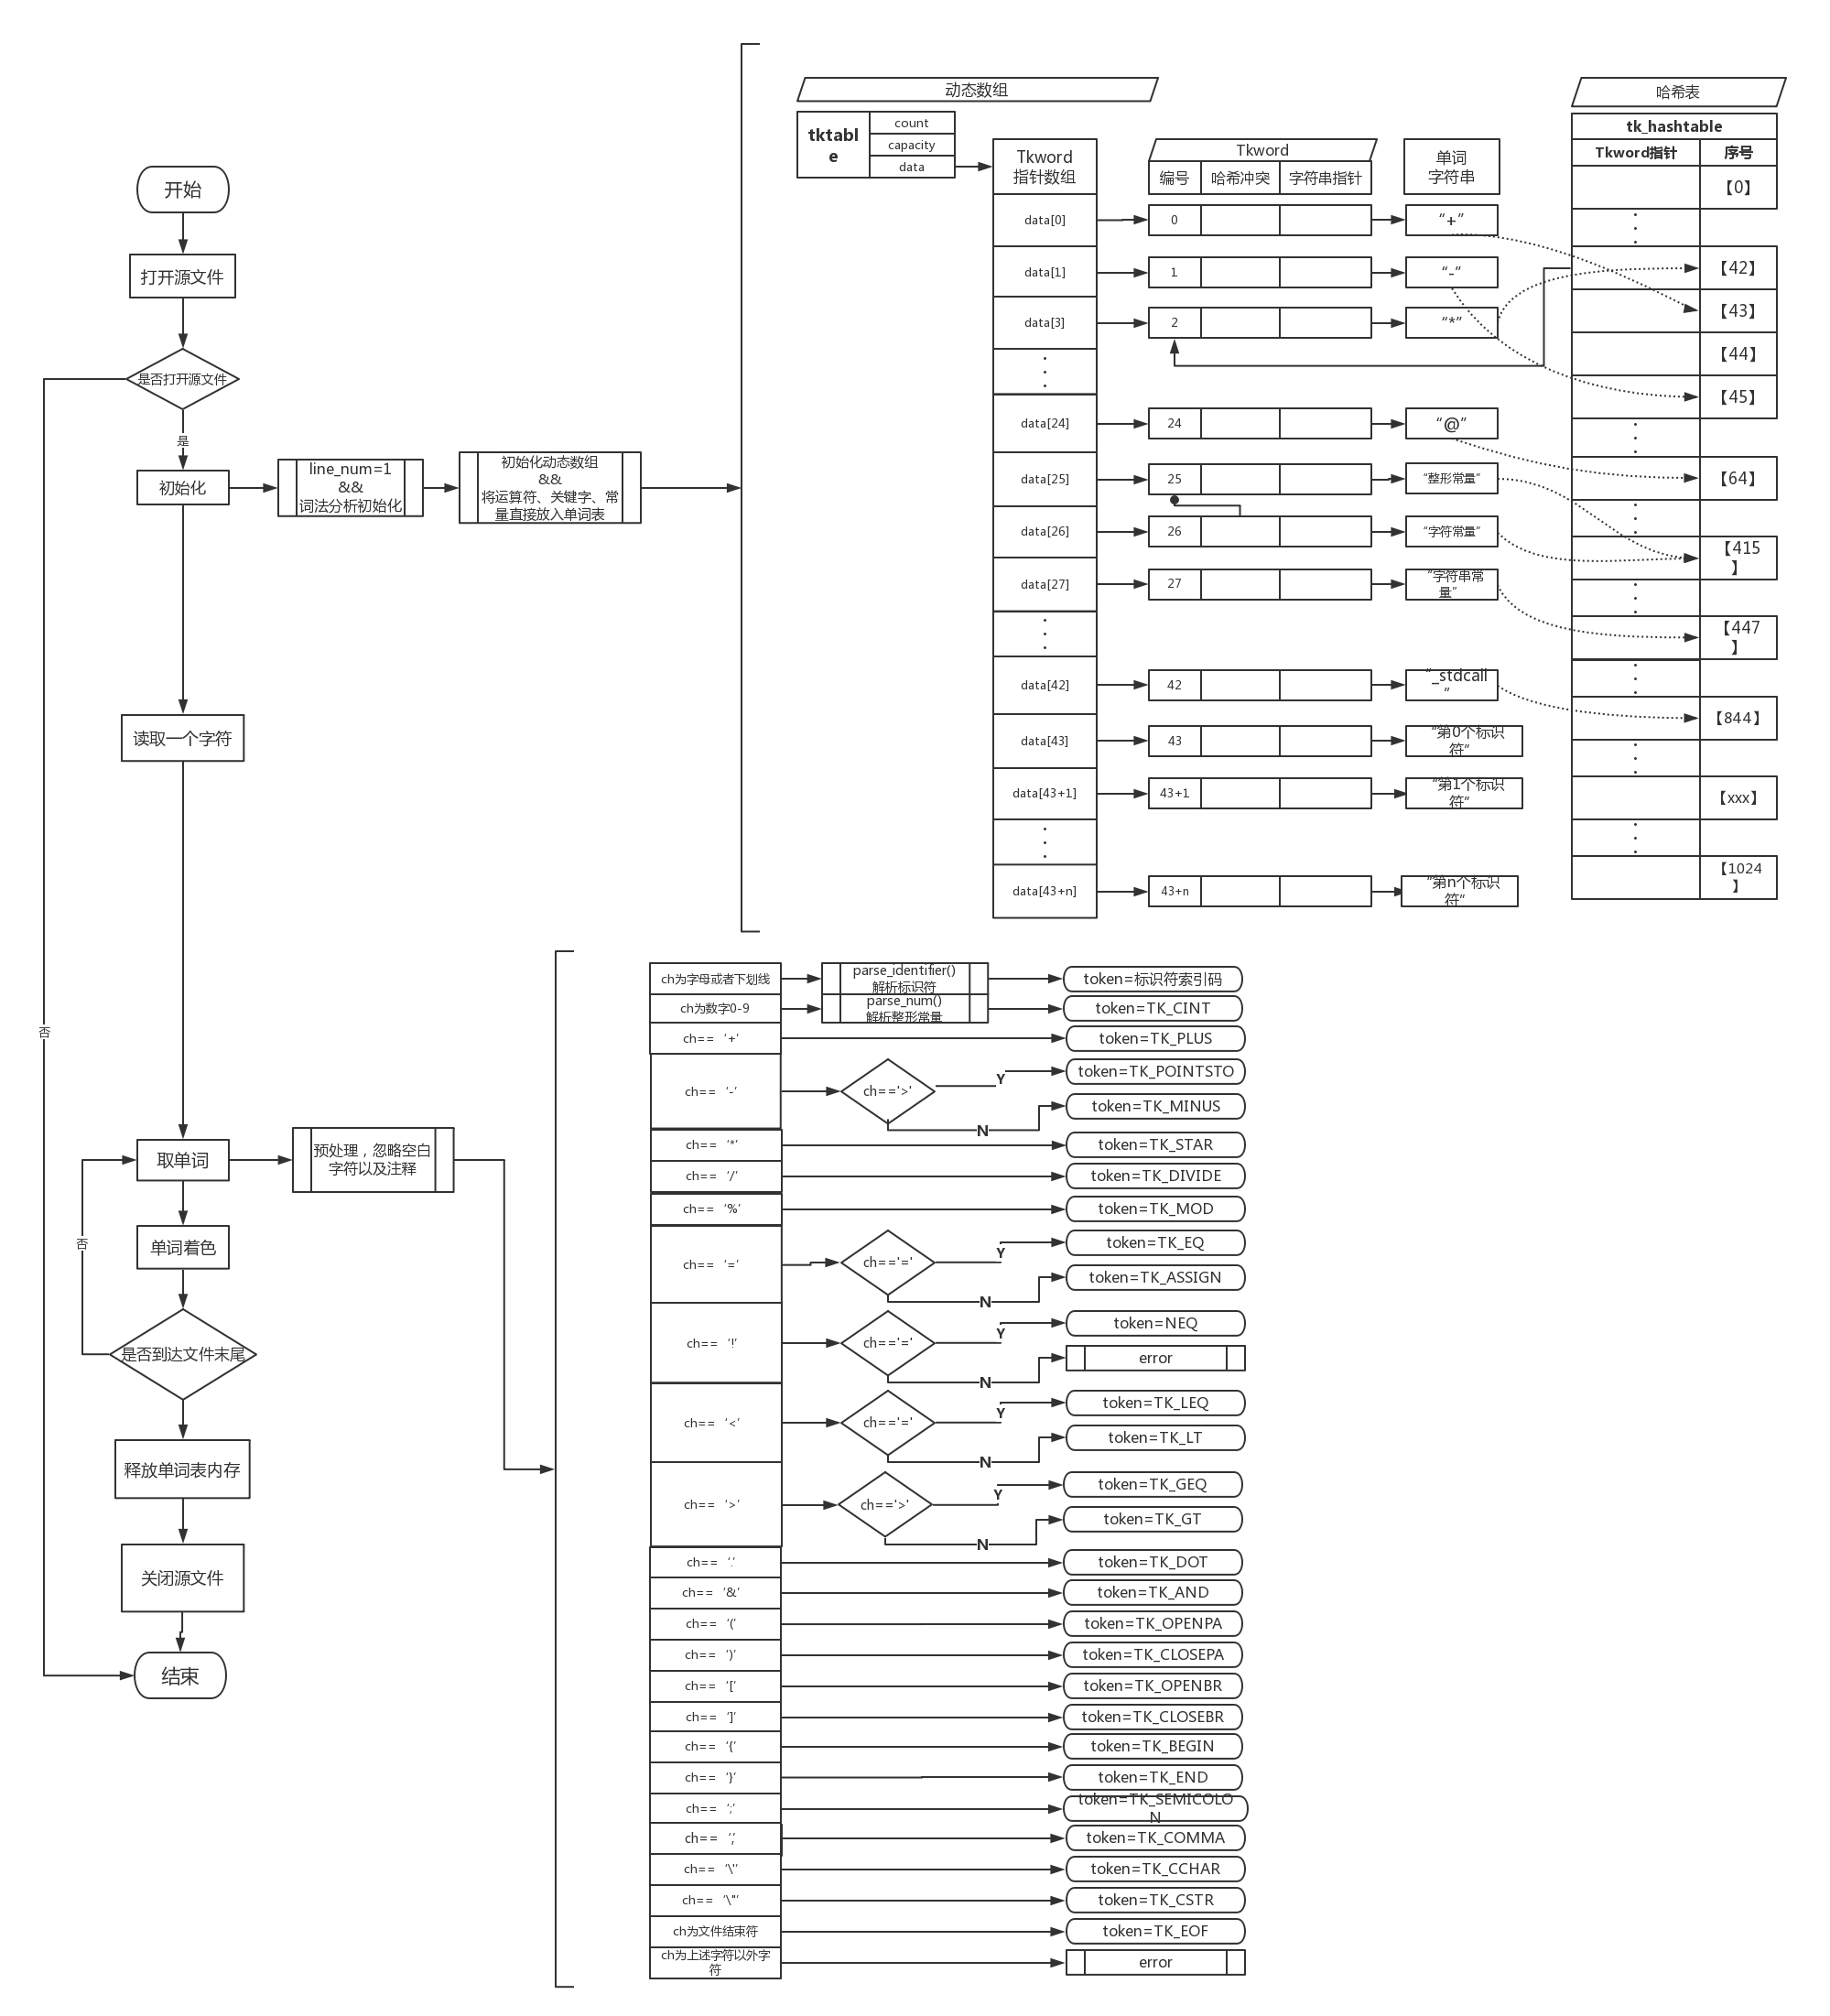 开始
打开源文件
是否打开源文件
是
否
初始化
line_num=1
&&
词法分析初始化
初始化动态数组
&&
将运算符、关键字、常
量直接放入单词表
读取一个字符
取单词
预处理，忽略空白
字符以及注释
单词着色
否
是否到达文件末尾
释放单词表内存
关闭源文件
结束
动态数组
tktabl
e
count
capacity
data
Tkword
指针数组
data[0]
data[1]
data[3]
data[24]
data[25]
data[26]
data[27]
data[42]
data[43]
data[43+1]
data[43+n]
Tkword
编号 哈希冲突 字符串指针
0
1
2
24
25
26
27
42
43
43+1
43+n
单词
字符串
“+”
“-”
“*”
“@”
“整形常量”
“字符常量”
“字符串常
量”
“_stdcall
”
“第0个标识
符”
“第1个标识
符”
“第n个标识
符”
哈希表
tk_hashtable
Tkword指针 序号
【0】
【42】
【43】
【44】
【45】
【64】
【415
】
【447
】
【844】
【xxx】
【1024
】
ch为字母或者下划线
parse_identifier()
解析标识符
token=标识符索引码
ch为数字0-9
parse_num()
解析整形常量
token=TK_CINT
ch== ‘+’
token=TK_PLUS
ch== ‘-’
ch=='>'
Y
token=TK_POINTSTO
N
token=TK_MINUS
ch== ‘*’
token=TK_STAR
ch== ‘/’
token=TK_DIVIDE
ch== ‘%’
token=TK_MOD
ch== ‘=’
ch=='='
Y
token=TK_EQ
N
token=TK_ASSIGN
ch== ‘!’
ch=='='
Y
token=NEQ
N
error
ch== ‘<’
ch=='='
Y
token=TK_LEQ
N
token=TK_LT
ch== ‘>’
ch=='>'
Y
token=TK_GEQ
N
token=TK_GT
ch== ‘.’
token=TK_DOT
ch== ‘&’
token=TK_AND
ch== ‘(’
token=TK_OPENPA
ch== ‘)’
token=TK_CLOSEPA
ch== ‘[’
token=TK_OPENBR
ch== ‘]’
token=TK_CLOSEBR
ch== ‘{’
token=TK_BEGIN
ch== ‘}’
token=TK_END
ch== ‘;’
token=TK_SEMICOLO
N
ch== ‘,’
token=TK_COMMA
ch== ‘\'’
token=TK_CCHAR
ch== ‘\"’
token=TK_CSTR
ch为文件结束符
token=TK_EOF
ch为上述字符以外字
符
error